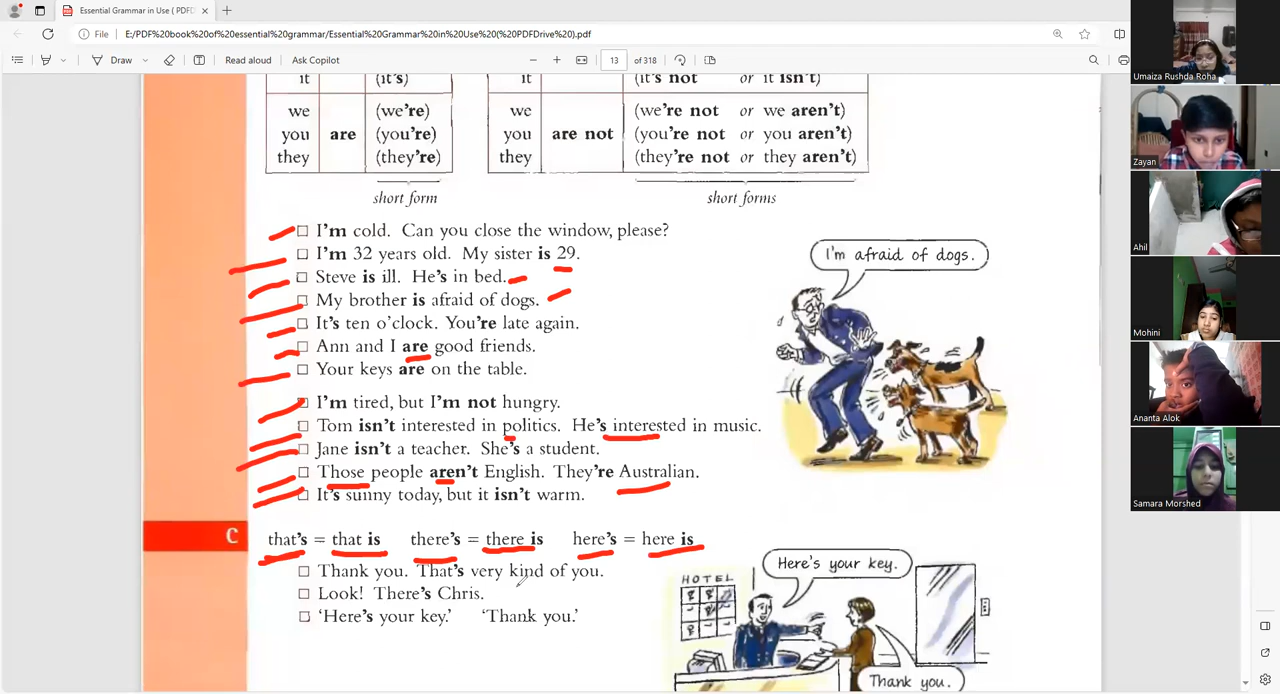 Essential Grammar in Use ( PDFD
File
E:/PDF%20book%20of%20essential%20grammar/Essential%20Grammar%20in%20Use%20(%20PDFDrive%20).pdf
Draw
Read aloud
Ask Copilot
13 of 318
it (it's) (it's not or it isn't)
we (we're) we (we're not or we aren't)
you are (you're) you are not (you're not or you aren't)
they (they're) they (they're not or they aren't)
short form short forms
I'm cold. Can you close the window, please?
I'm 32 years old. My sister is 29.
Steve is ill. He's in bed.
My brother is afraid of dogs.
It's ten o'clock. You're late again.
Ann and I are good friends.
Your keys are on the table.
I'm tired, but I'm not hungry.
Tom isn't interested in politics. He's interested in music.
Jane isn't a teacher. She's a student.
Those people aren't English. They're Australian.
It's sunny today, but it isn't warm.
I'm afraid of dogs.
C
that's = that is there's = there is here's = here is
Thank you. That's very kind of you.
Look! There's Chris.
'Here's your key.' 'Thank you.'
HOTEL
Here's your key.
Thank you.
Umaiza Rushda Roha
Zayan
Ahil
Mohini
Ananta Alok
Samara Morshed